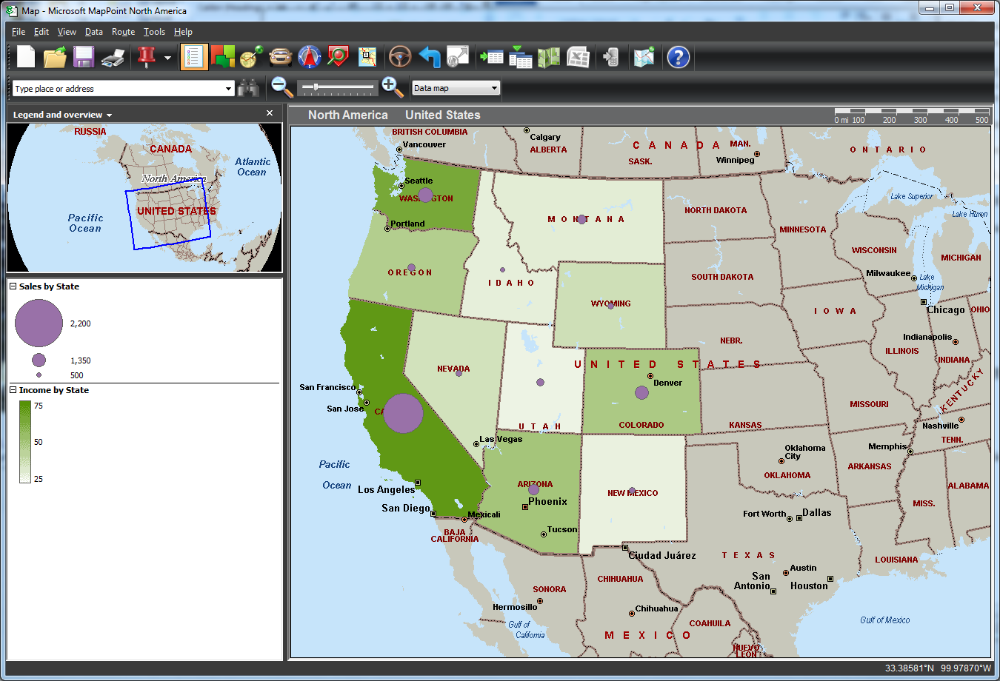 Map - Microsoft MapPoint North America
File Edit View Data Route Tools Help
Type place or address
Data map
Legend and overview
North America United States
0 mi 100 200 300 400 500
RUSSIA
CANADA
Atlantic
Ocean
North America
UNITED STATES
Pacific
Ocean
Sales by State
2,200
1,350
500
Income by State
75
50
25
BRITISH COLUMBIA
Vancouver
Calgary
ALBERTA
CANADA
SASK.
MAN.
Winnipeg
ONTARIO
Seattle
WASHINGTON
Portland
MONTANA
NORTH DAKOTA
MINNESOTA
Lake Superior
Lake Huron
WISCONSIN
MICHIGAN
OREGON
IDAHO
SOUTH DAKOTA
Milwaukee
Lake
Michigan
WYOMING
IOWA
Chicago
OHIO
NEBR.
Indianapolis
ILLINOIS
INDIANA
NEVADA
UNITED STATES
Denver
San Francisco
San Jose
CA
KENTUCKY
MISSOURI
UTAH
COLORADO
KANSAS
Nashville
TENN.
Las Vegas
Memphis
Oklahoma
City
OKLAHOMA
ARKANSAS
Pacific
Ocean
Los Angeles
ARIZONA
NEW MEXICO
ALABAMA
Phoenix
San Diego
Mexicali
Fort Worth
Dallas
MISS.
BAJA
CALIFORNIA
Tucson
Ciudad Juárez
TEXAS
LOUISIANA
CHIHUAHUA
San
Antonio
Austin
Houston
SONORA
Hermosillo
Chihuahua
Gulf of
California
COAHUILA
Gulf of Mexico
MEXICO
NUEVO
LEON
33.38581°N 99.97870°W